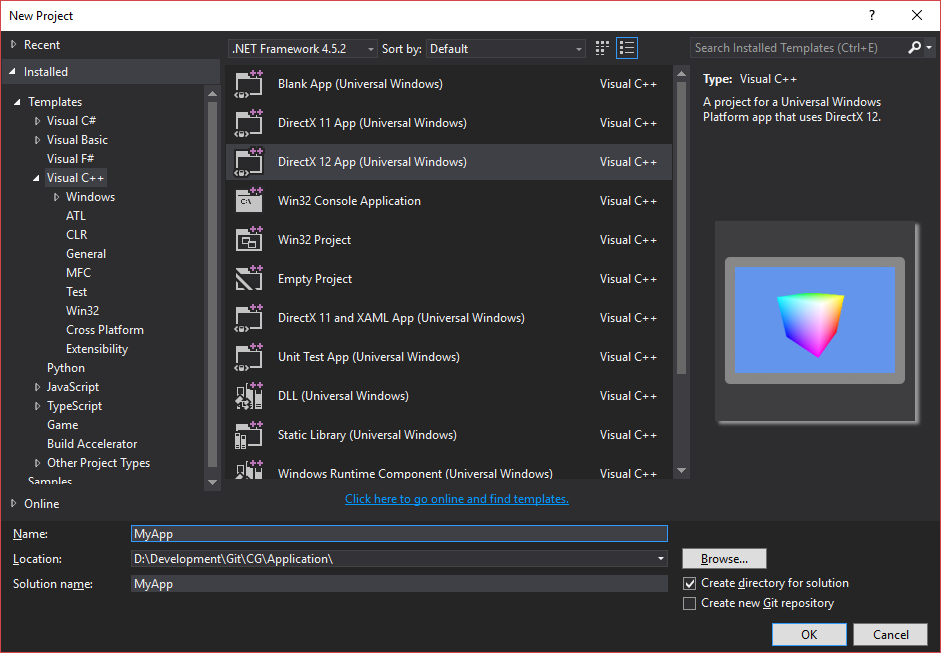 New Project
?
Recent
.NET Framework 4.5.2
Sort by:
Default
Search Installed Templates (Ctrl+E)
Installed
Templates
Visual C#
Visual Basic
Visual F#
Visual C++
Windows
ATL
CLR
General
MFC
Test
Win32
Cross Platform
Extensibility
Python
JavaScript
TypeScript
Game
Build Accelerator
Other Project Types
Samples
Online
Blank App (Universal Windows) Visual C++
DirectX 11 App (Universal Windows) Visual C++
DirectX 12 App (Universal Windows) Visual C++
C:\
Win32 Console Application Visual C++
Win32 Project Visual C++
Empty Project Visual C++
DirectX 11 and XAML App (Universal Windows) Visual C++
Unit Test App (Universal Windows) Visual C++
DLL (Universal Windows) Visual C++
Static Library (Universal Windows) Visual C++
Windows Runtime Component (Universal Windows) Visual C++
Click here to go online and find templates.
Type: Visual C++
A project for a Universal Windows
Platform app that uses DirectX 12.
Name: MyApp
Location: D:\Development\Git\CG\Application\
Browse...
Solution name: MyApp
Create directory for solution
Create new Git repository
OK
Cancel